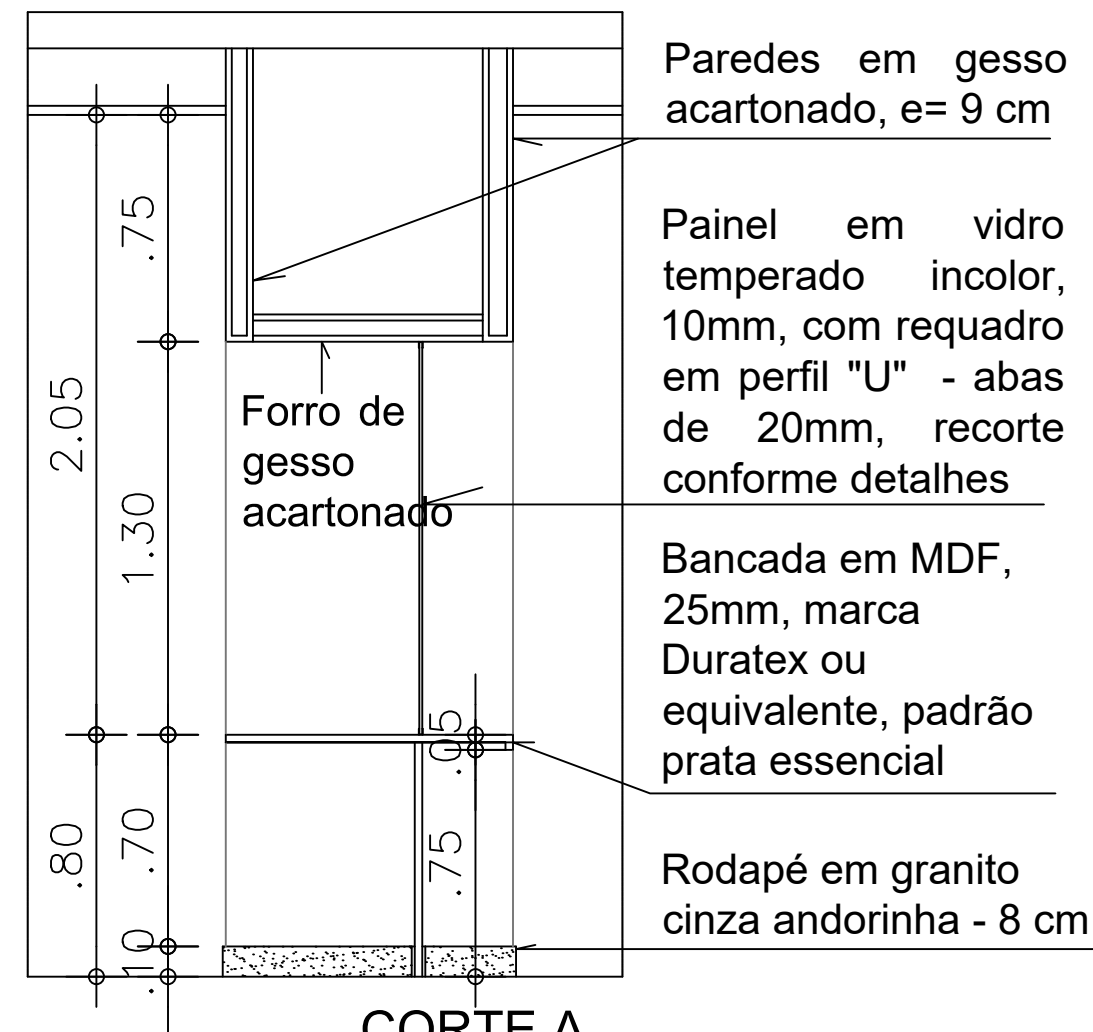 Paredes em gesso
acartonado, e= 9 cm
Painel em vidro
temperado incolor,
10mm, com requadro
em perfil "U" - abas
de 20mm, recorte
conforme detalhes
Forro de
gesso
acartonado
Bancada em MDF,
25mm, marca
Duratex ou
equivalente, padrão
prata essencial
Rodapé em granito
cinza andorinha - 8 cm
.75
2.05
1.30
.05
.80
.70
.75
.10
CORTE A